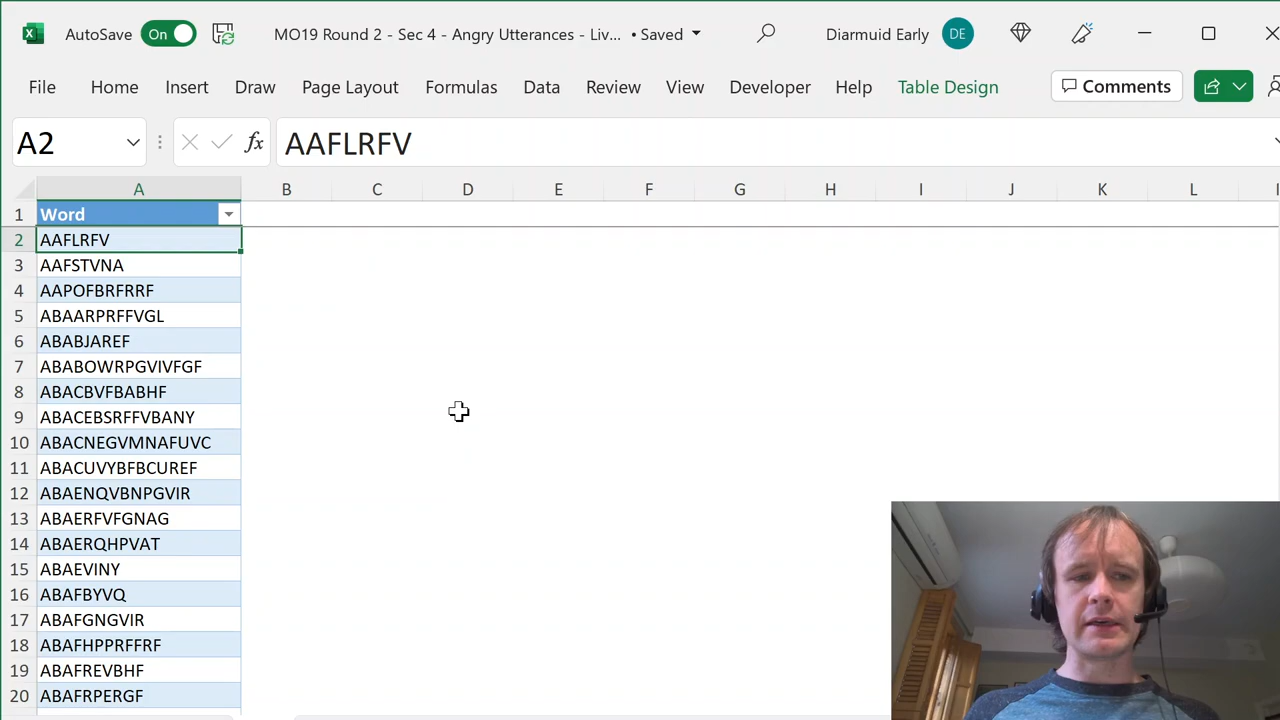 AutoSave On MO19 Round 2 - Sec 4 - Angry Utterances - Liv... • Saved Diarmuid Early DE
File Home Insert Draw Page Layout Formulas Data Review View Developer Help Table Design Comments
A2 fx AAFLRFV
A B C D E F G H I J K L
1 Word
2 AAFLRFV
3 AAFSTVNA
4 AAPOFBRFRRF
5 ABAARPRFFVGL
6 ABABJAREF
7 ABABOWRPGVIVFGF
8 ABACBVFBABHF
9 ABACEBSRFFVBANY
10 ABACNEGVMNAFUVC
11 ABACUVYBFBCUREF
12 ABAENQVBNPGVIR
13 ABAERFVFGNAG
14 ABAERQHPVAT
15 ABAEVINY
16 ABAFBYVQ
17 ABAFGNGVIR
18 ABAFHPPRFFRF
19 ABAFREVBHF
20 ABAFRPERGF